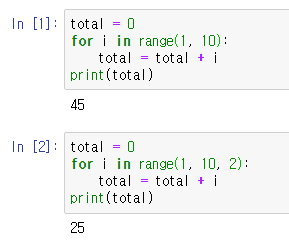 In [1]: total = 0
for i in range(1, 10):
    total = total + i
print(total)
45
In [2]: total = 0
for i in range(1, 10, 2):
    total = total + i
print(total)
25